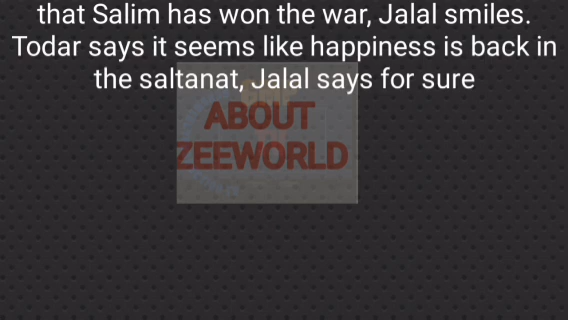 that Salim has won the war, Jalal smiles.
Todar says it seems like happiness is back in
the saltanat, Jalal says for sure
ABOUT
ZEEWORLD